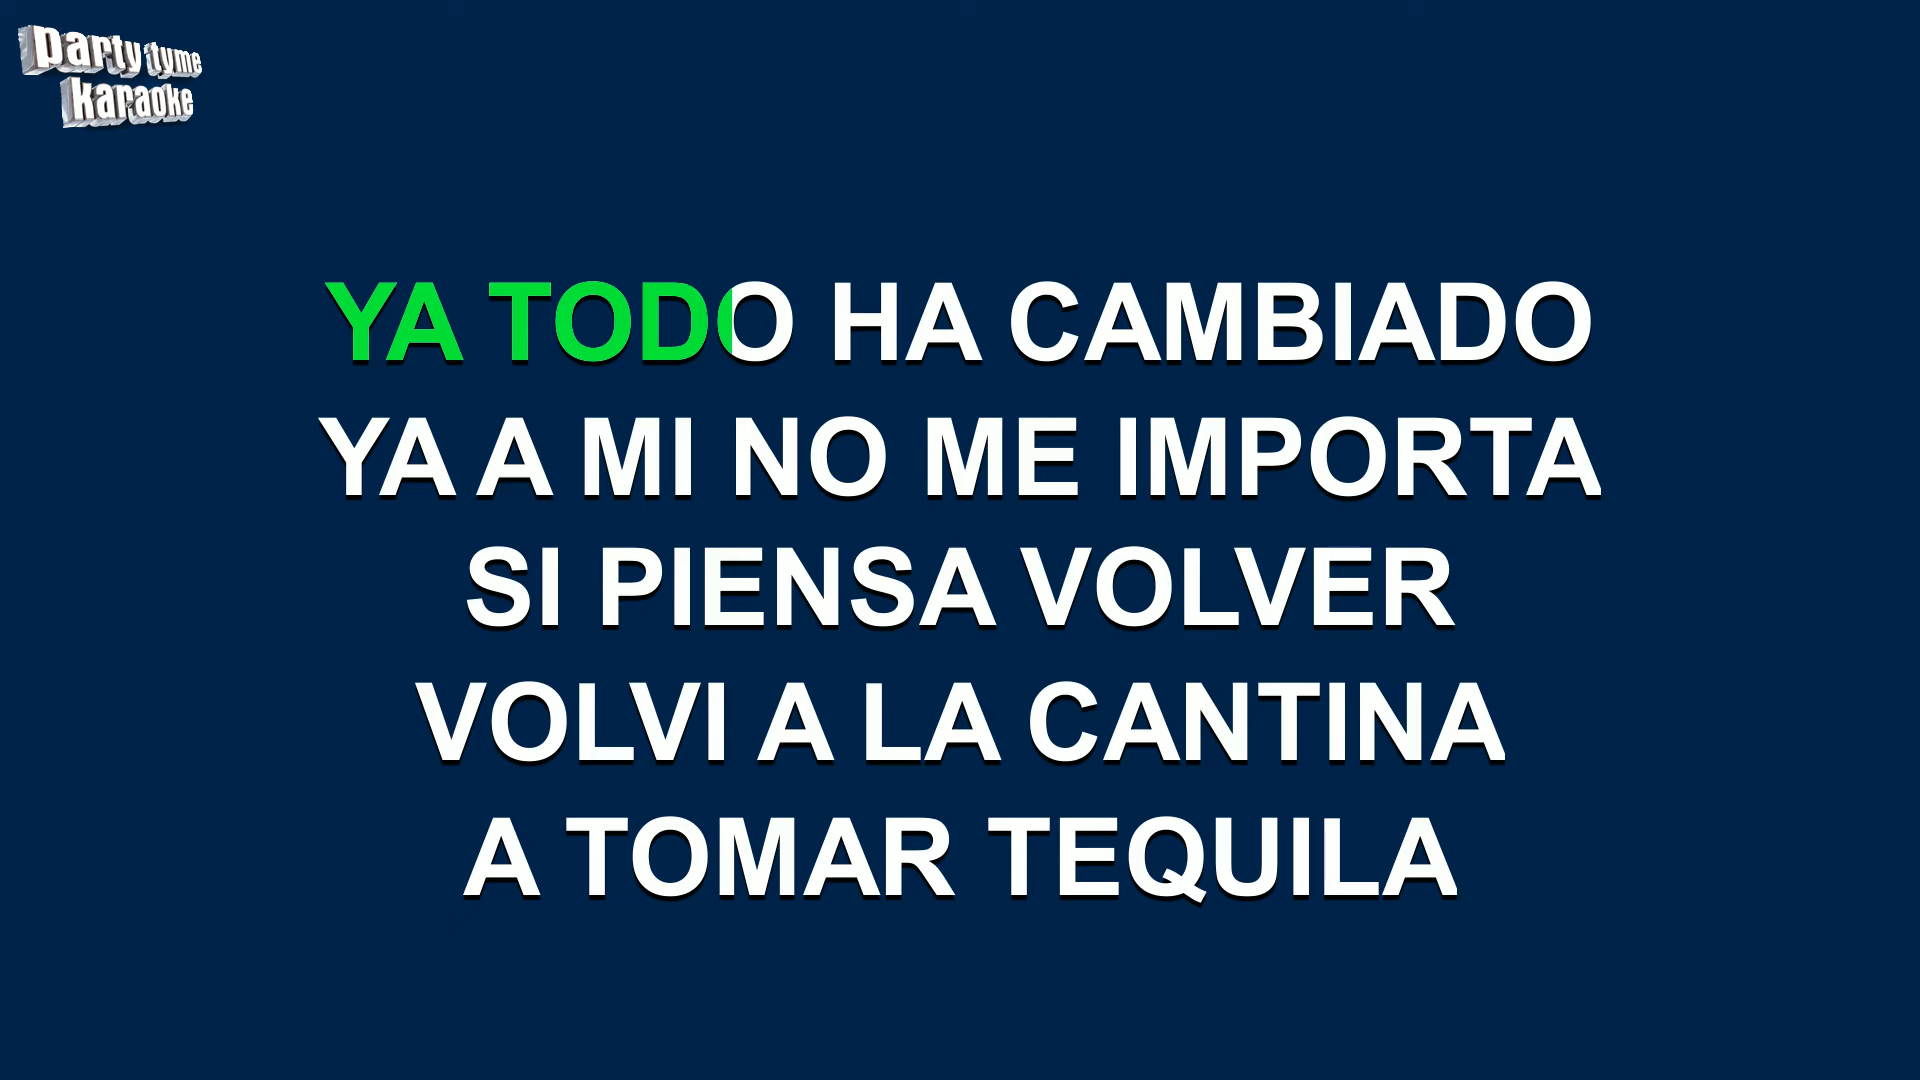 party tyme
karaoke
YA TODO HA CAMBIADO
YA A MI NO ME IMPORTA
SI PIENSA VOLVER
VOLVI A LA CANTINA
A TOMAR TEQUILA